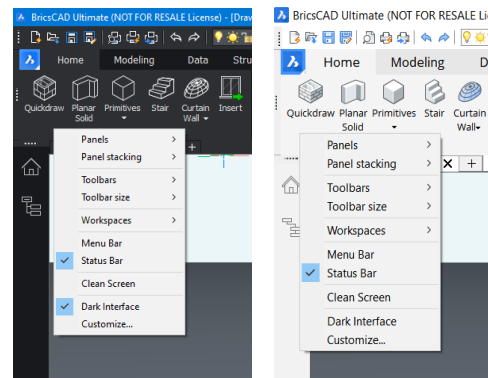 BricsCAD Ultimate (NOT FOR RESALE License) - [Draw
Home Modeling Data Stru
Quickdraw Planar Solid Primitives Stair Curtain Wall Insert
Panels
Panel stacking
Toolbars
Toolbar size
Workspaces
Menu Bar
Status Bar
Clean Screen
Dark Interface
Customize...
BricsCAD Ultimate (NOT FOR RESALE Li
Home Modeling D
Quickdraw Planar Solid Primitives Stair Curtain Wall
Panels
Panel stacking
Toolbars
Toolbar size
Workspaces
Menu Bar
Status Bar
Clean Screen
Dark Interface
Customize...